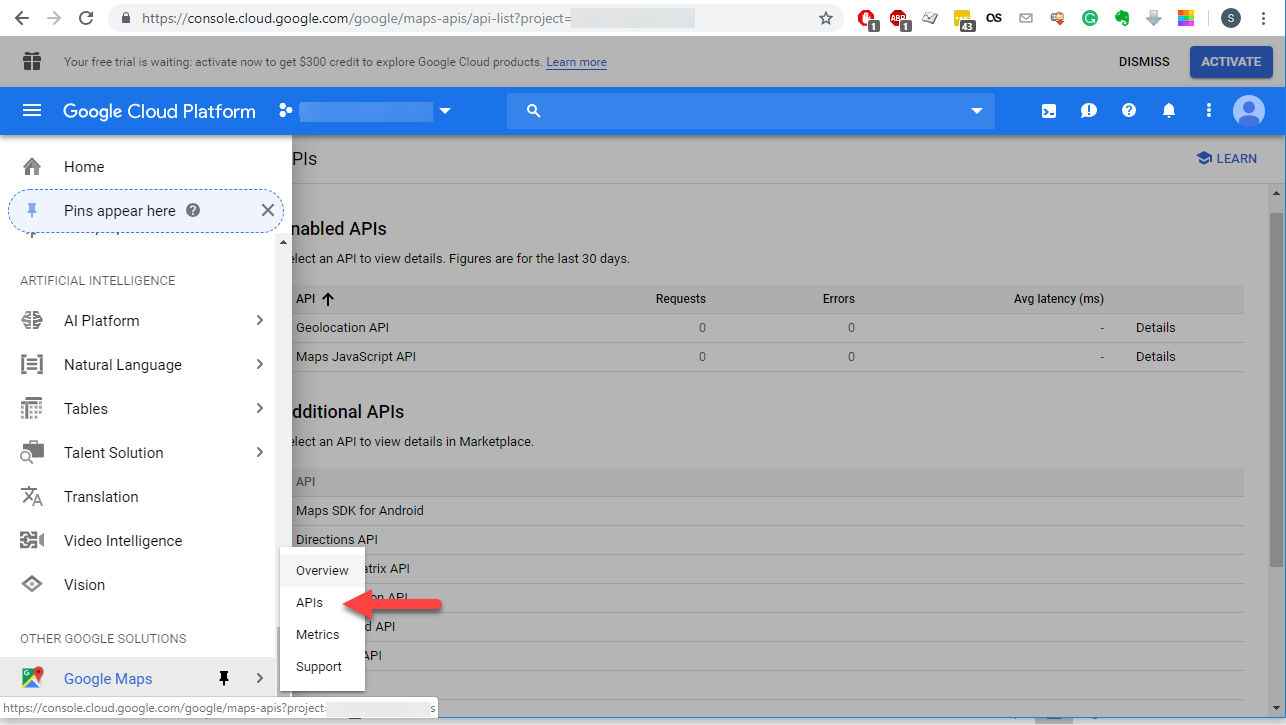 https://console.cloud.google.com/google/maps-apis/api-list?project=
1 1 43 S
Your free trial is waiting: activate now to get $300 credit to explore Google Cloud products. Learn more DISMISS ACTIVATE
Google Cloud Platform
Home
PIs LEARN
Pins appear here
nabled APIs
elect an API to view details. Figures are for the last 30 days.
ARTIFICIAL INTELLIGENCE
API Requests Errors Avg latency (ms)
AI Platform
Geolocation API 0 0 - Details
Maps JavaScript API 0 0 - Details
Natural Language
Tables
dditional APIs
elect an API to view details in Marketplace.
Talent Solution
API
Translation
Maps SDK for Android
Video Intelligence
Directions API
Overview
atrix API
Vision
APIs
on API
d API
Metrics
OTHER GOOGLE SOLUTIONS
API
Support
Google Maps
https://console.cloud.google.com/google/maps-apis?project: s